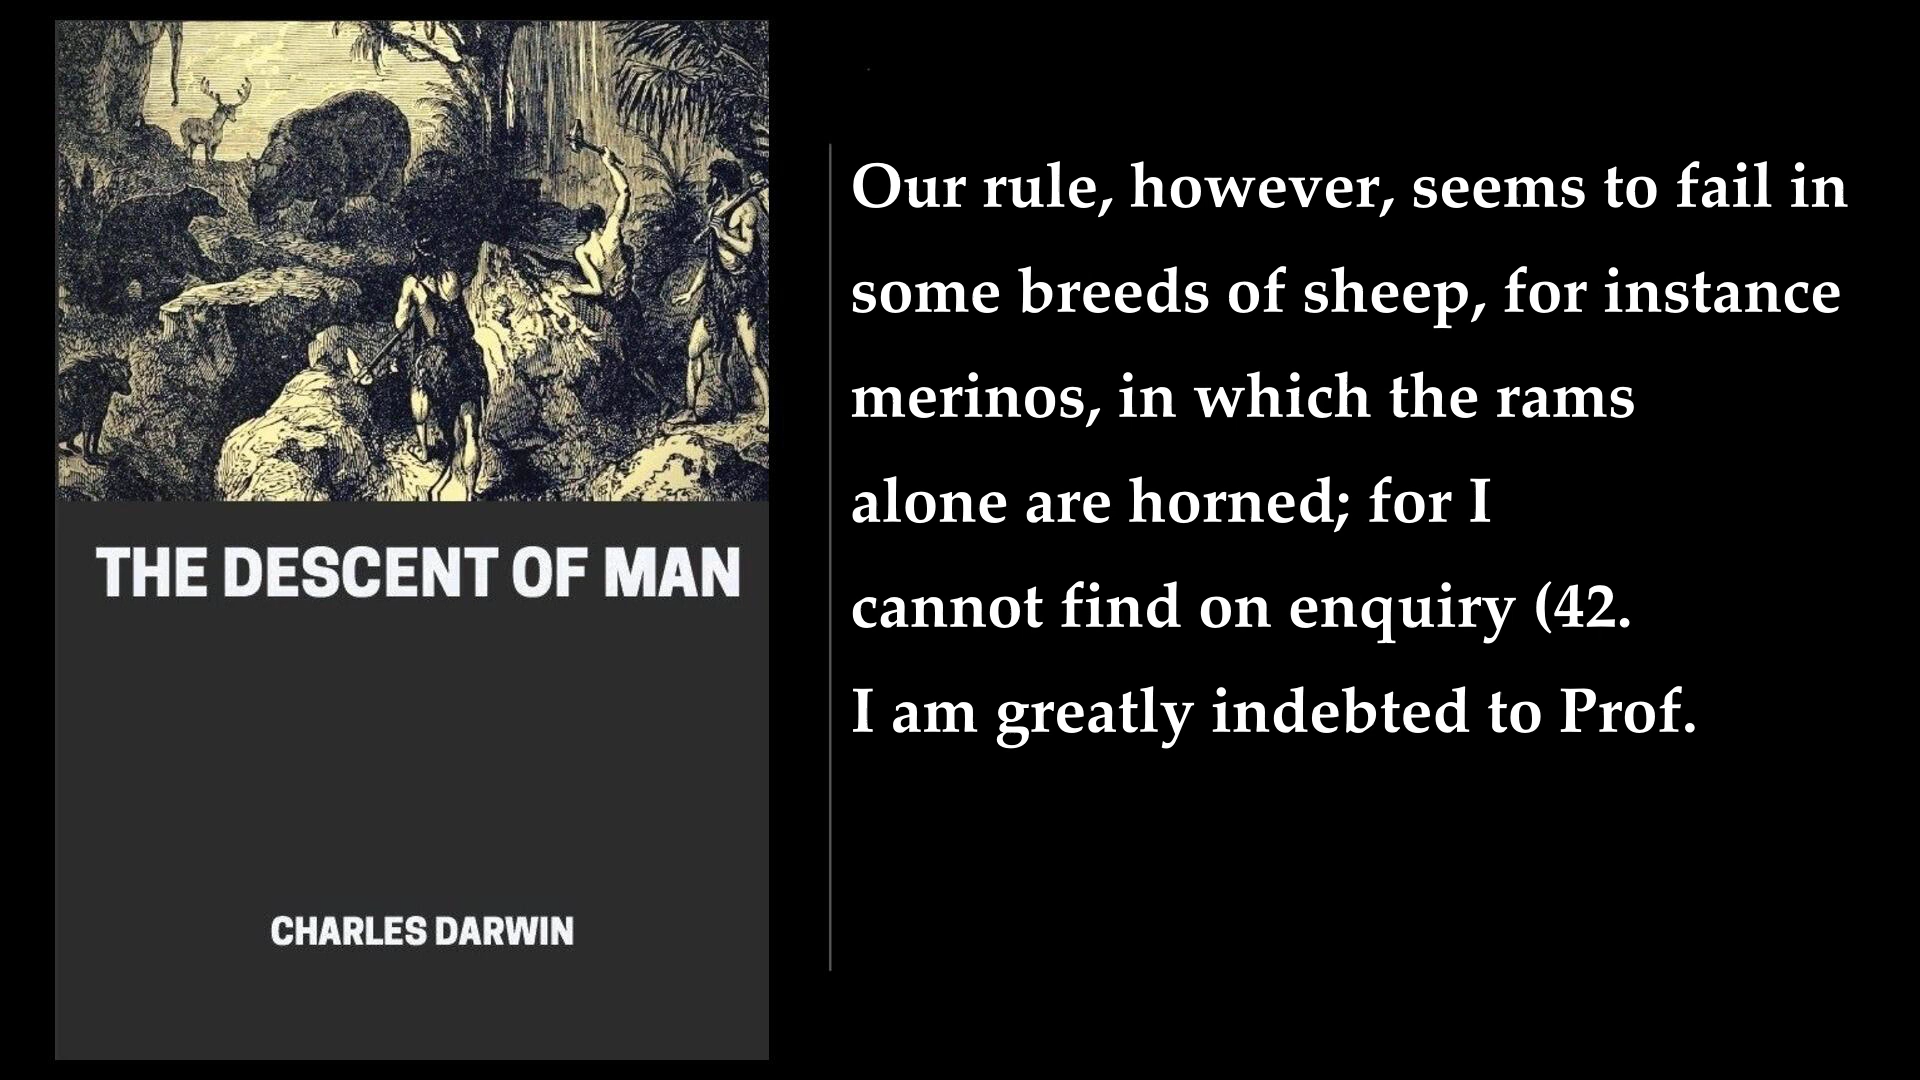 THE DESCENT OF MAN
CHARLES DARWIN
Our rule, however, seems to fail in
some breeds of sheep, for instance
merinos, in which the rams
alone are horned; for I
cannot find on enquiry (42.
I am greatly indebted to Prof.